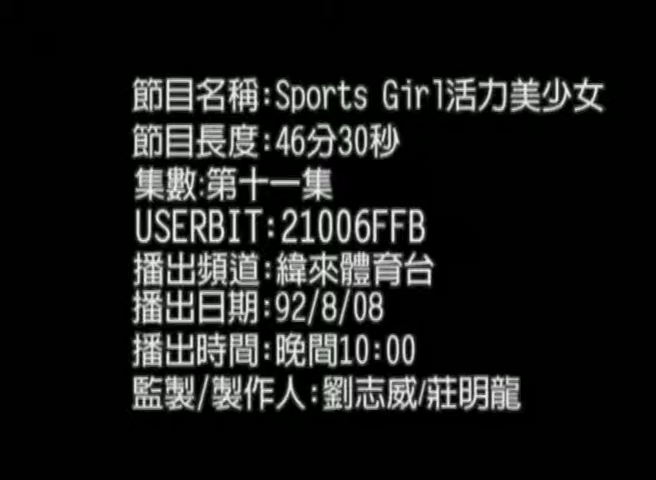 節目名稱:Sports Girl活力美少女
節目長度:46分30秒
集數:第十一集
USERBIT:21006FFB
播出頻道:緯來體育台
播出日期:92/8/08
播出時間:晚間10:00
監製/製作人:劉志威/莊明龍